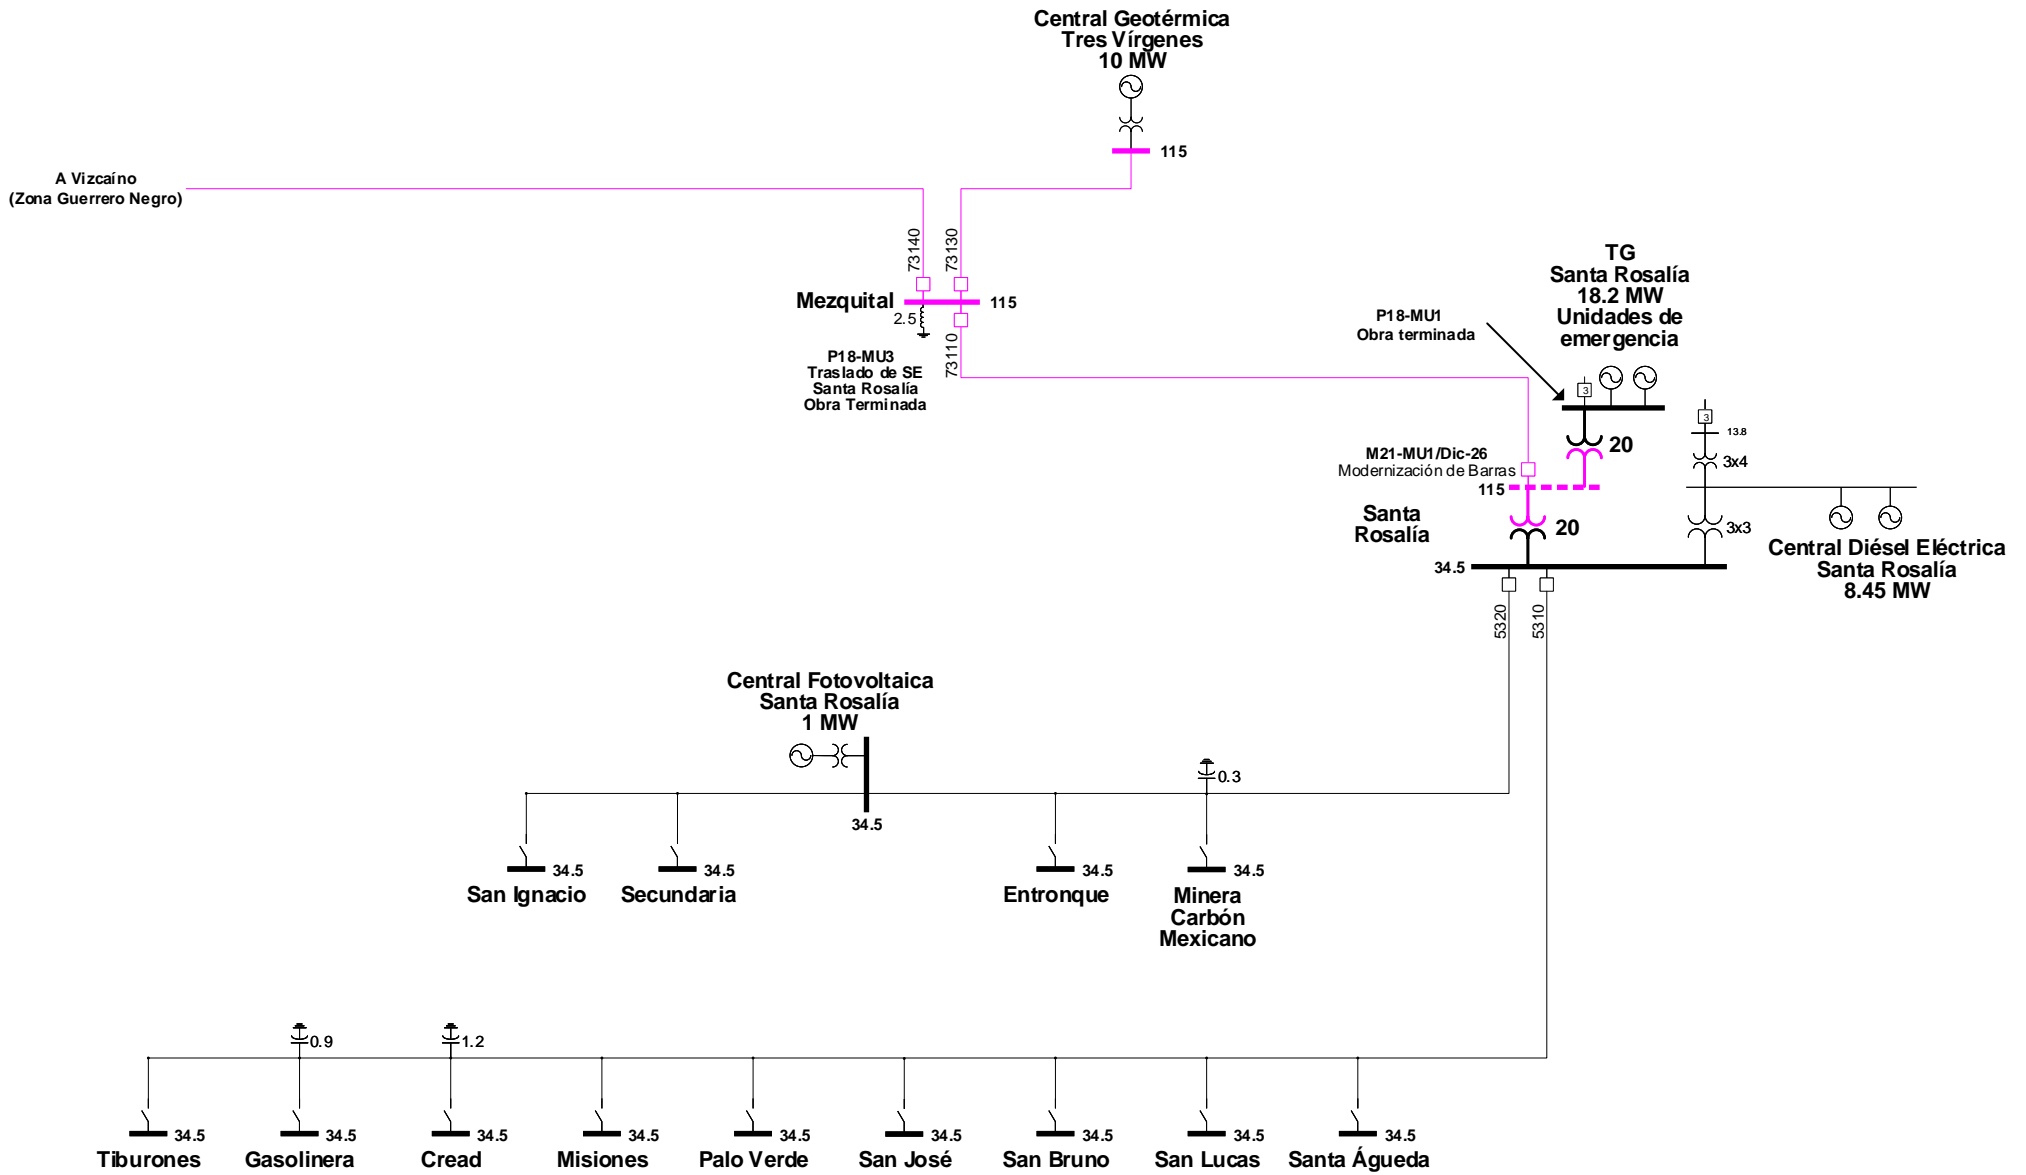 Central Geotérmica
Tres Vírgenes
10 MW
115
A Vizcaíno
(Zona Guerrero Negro)
73140
73130
Mezquital
115
2.5
73110
P18-MU3
Traslado de SE
Santa Rosalía
Obra Terminada
TG
Santa Rosalía
18.2 MW
Unidades de
emergencia
P18-MU1
Obra terminada
3
3
13.8
20
3x4
M21-MU1/Dic-26
Modernización de Barras
115
Santa
Rosalía
20
3x3
34.5
Central Diésel Eléctrica
Santa Rosalía
8.45 MW
5320
5310
Central Fotovoltaica
Santa Rosalía
1 MW
0.3
34.5
34.5
San Ignacio
34.5
Secundaria
34.5
Entronque
34.5
Minera
Carbón
Mexicano
0.9
1.2
34.5
Tiburones
34.5
Gasolinera
34.5
Cread
34.5
Misiones
34.5
Palo Verde
34.5
San José
34.5
San Bruno
34.5
San Lucas
34.5
Santa Águeda